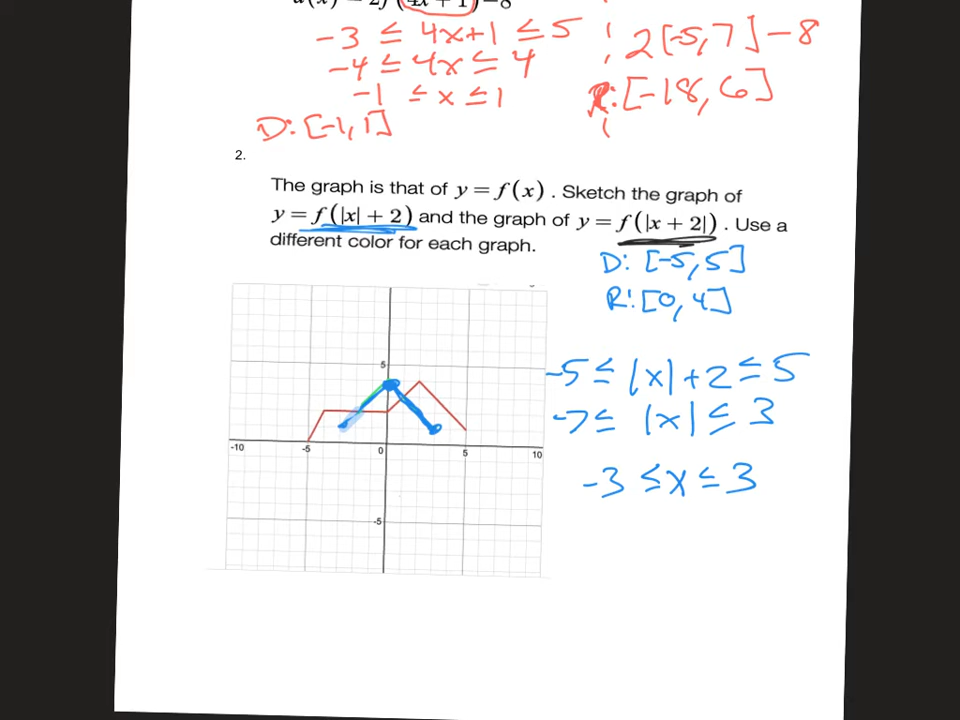 -3 ≤ 4x+1 ≤ 5
2[-5,7]-8
-4 ≤ 4x ≤ 4
-1 ≤ x ≤ 1
R: [-18, 6]
D: [-1, 1]
2.
The graph is that of y = f(x). Sketch the graph of
y = f(|x| + 2) and the graph of y = f(|x + 2|). Use a
different color for each graph.
D: [-5, 5]
R: [0, 4]
10
5
-10 -5 0 5 10
-5
-5 ≤ |x|+2 ≤ 5
-7 ≤ |x| ≤ 3
-3 ≤ x ≤ 3